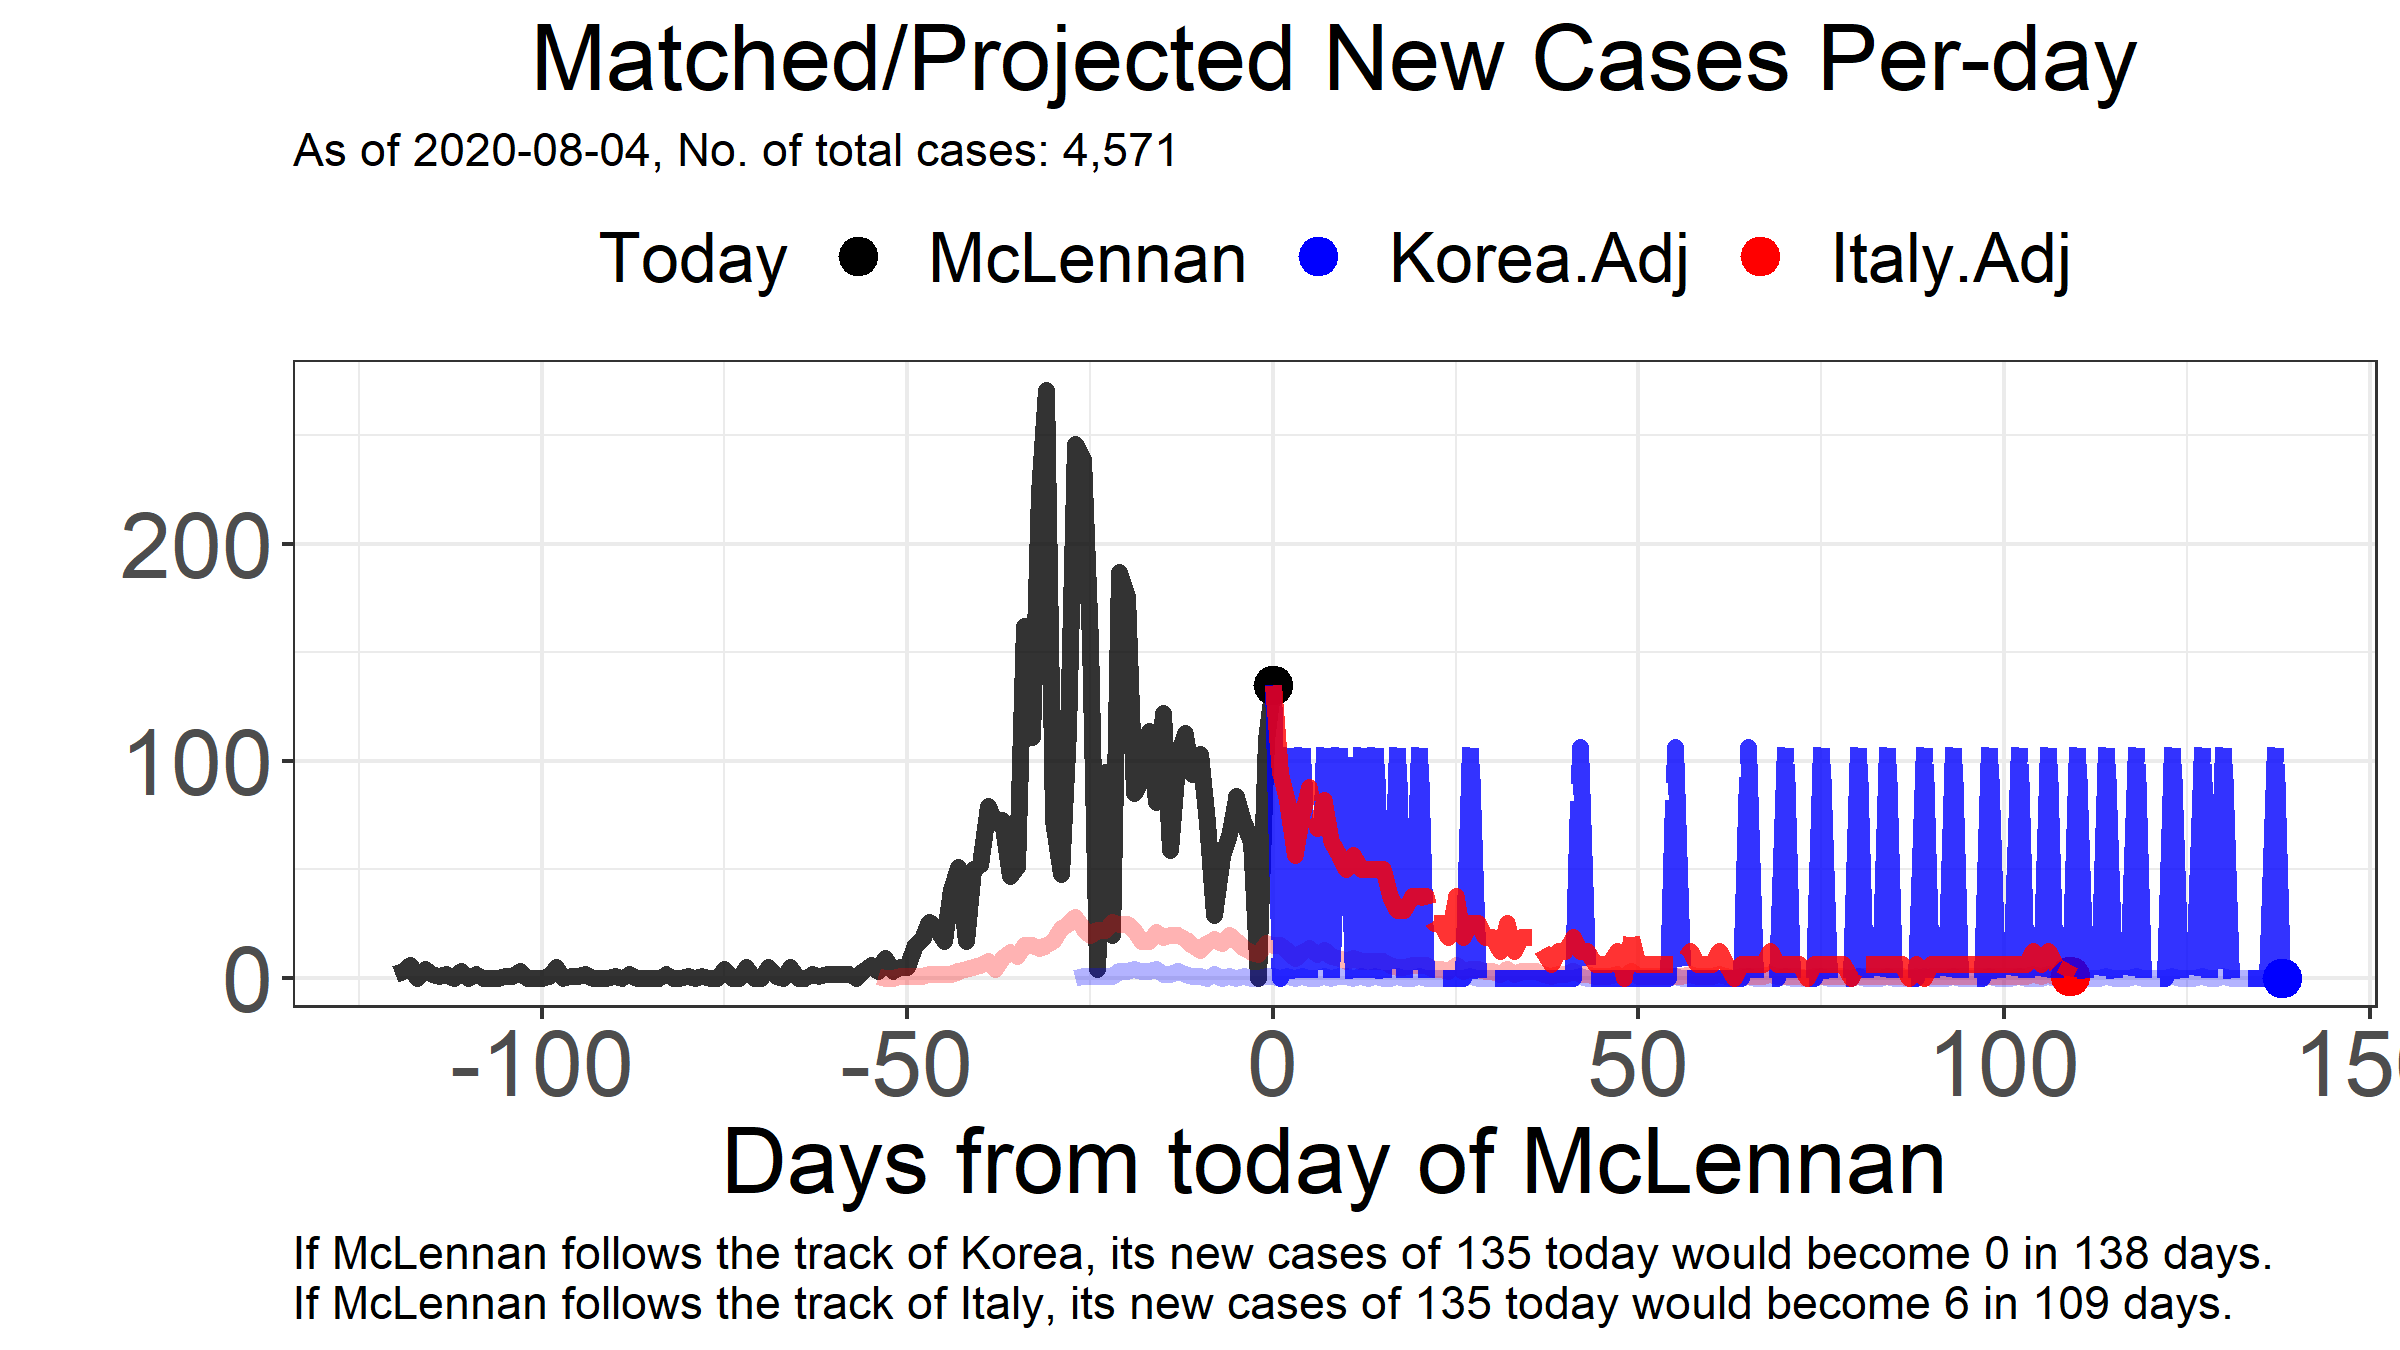 Matched/Projected New Cases Per-day
As of 2020-08-04, No. of total cases: 4,571
Today McLennan Korea.Adj Italy.Adj
200
100
0
-100 -50 0 50 100 150
Days from today of McLennan
If McLennan follows the track of Korea, its new cases of 135 today would become 0 in 138 days.
If McLennan follows the track of Italy, its new cases of 135 today would become 6 in 109 days.